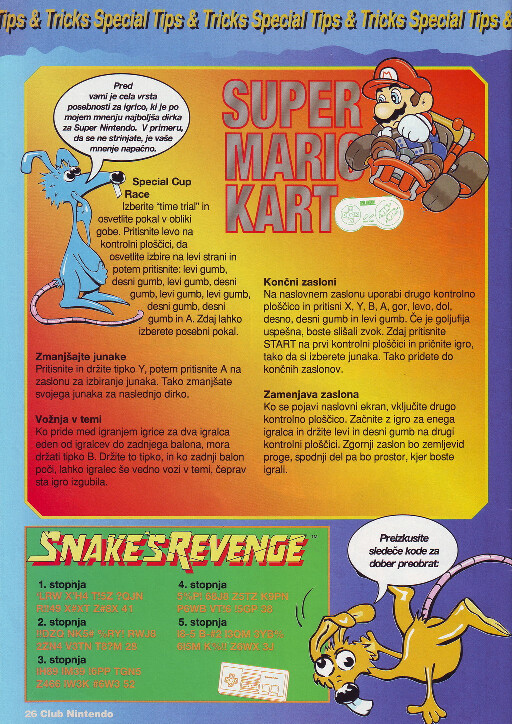 Tips & Tricks Special Tips & Tricks Special Tips & Tricks Special Tips &
Pred
vami je cela vrsta
posebnosti za igrico, ki je po
mojem mnenju najboljša dirka
za Super Nintendo. V primeru,
da se ne strinjate, je vaše
mnenje napačno.
SUPER
MARIO
KART
Special Cup
Race
Izberite "time trial" in
osvetlite pokal v obliki
gobe. Pritisnite levo na
kontrolni ploščici, da
osvetlite izbire na levi strani in
potem pritisnite: levi gumb,
desni gumb, levi gumb, desni
gumb, levi gumb, levi gumb,
desni gumb, desni
gumb in A. Zdaj lahko
izberete posebni pokal.
Zmanjšajte junake
Pritisnite in držite tipko Y, potem pritisnite A na
zaslonu za izbiranje junaka. Tako zmanjšate
svojega junaka za naslednjo dirko.
Vožnja v temi
Ko pride med igranjem igrice za dva igralca
eden od igralcev do zadnjega balona, mora
držati tipko B. Držite to tipko, in ko zadnji balon
poči, lahko igralec še vedno vozi v temi, čeprav
sta igro izgubila.
Končni zasloni
Na naslovnem zaslonu uporabi drugo kontrolno
ploščico in pritisni X, Y, B, A, gor, levo, dol,
desno, desni gumb in levi gumb. Če je goljufija
uspešna, boste slišali zvok. Zdaj pritisnite
START na prvi kontrolni ploščici in pričnite igro,
tako da si izberete junaka. Tako pridete do
končnih zaslonov.
Zamenjava zaslona
Ko se pojavi naslovni ekran, vključite drugo
kontrolno ploščico. Začnite z igro za enega
igralca in držite levi in desni gumb na drugi
kontrolni ploščici. Zgornji zaslon bo zemljevid
proge, spodnji del pa bo prostor, kjer boste
igrali.
SNAKE'S REVENGE™
1. stopnja
2. stopnja
3. stopnja
4. stopnja
5. stopnja
Preizkusite
sledeče kode za
dober preobrat:
26 Club Nintendo